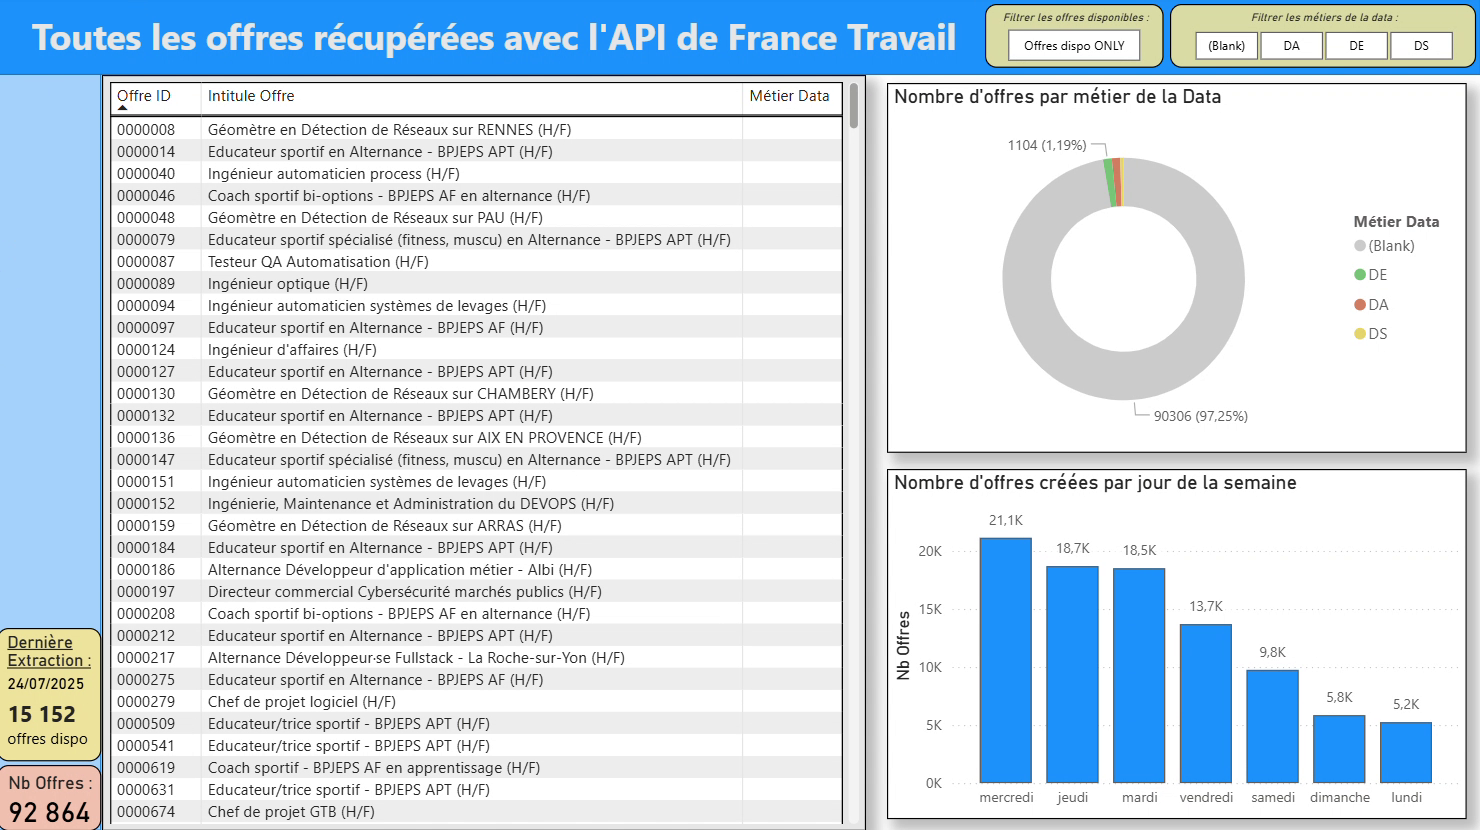 Toutes les offres récupérées avec l'API de France Travail
Filtrer les offres disponibles :
Offres dispo ONLY
Filtrer les métiers de la data :
(Blank) DA DE DS
Offre ID Intitule Offre Métier Data
0000008 Géomètre en Détection de Réseaux sur RENNES (H/F)
0000014 Educateur sportif en Alternance - BPJEPS APT (H/F)
0000040 Ingénieur automaticien process (H/F)
0000046 Coach sportif bi-options - BPJEPS AF en alternance (H/F)
0000048 Géomètre en Détection de Réseaux sur PAU (H/F)
0000079 Educateur sportif spécialisé (fitness, muscu) en Alternance - BPJEPS APT (H/F)
0000087 Testeur QA Automatisation (H/F)
0000089 Ingénieur optique (H/F)
0000094 Ingénieur automaticien systèmes de levages (H/F)
0000097 Educateur sportif en Alternance - BPJEPS AF (H/F)
0000124 Ingénieur d'affaires (H/F)
0000127 Educateur sportif en Alternance - BPJEPS APT (H/F)
0000130 Géomètre en Détection de Réseaux sur CHAMBERY (H/F)
0000132 Educateur sportif en Alternance - BPJEPS APT (H/F)
0000136 Géomètre en Détection de Réseaux sur AIX EN PROVENCE (H/F)
0000147 Educateur sportif spécialisé (fitness, muscu) en Alternance - BPJEPS APT (H/F)
0000151 Ingénieur automaticien systèmes de levages (H/F)
0000152 Ingénierie, Maintenance et Administration du DEVOPS (H/F)
0000159 Géomètre en Détection de Réseaux sur ARRAS (H/F)
0000184 Educateur sportif en Alternance - BPJEPS APT (H/F)
0000186 Alternance Développeur d'application métier - Albi (H/F)
0000197 Directeur commercial Cybersécurité marchés publics (H/F)
0000208 Coach sportif bi-options - BPJEPS AF en alternance (H/F)
0000212 Educateur sportif en Alternance - BPJEPS APT (H/F)
0000217 Alternance Développeur·se Fullstack - La Roche-sur-Yon (H/F)
0000275 Educateur sportif en Alternance - BPJEPS AF (H/F)
0000279 Chef de projet logiciel (H/F)
0000509 Educateur/trice sportif - BPJEPS APT (H/F)
0000541 Educateur/trice sportif - BPJEPS APT (H/F)
0000619 Coach sportif - BPJEPS AF en apprentissage (H/F)
0000631 Educateur/trice sportif - BPJEPS APT (H/F)
0000674 Chef de projet GTB (H/F)
Dernière
Extraction :
24/07/2025
15 152
offres dispo
Nb Offres :
92 864
Nombre d'offres par métier de la Data
1104 (1,19%)
90306 (97,25%)
Métier Data
(Blank)
DE
DA
DS
Nombre d'offres créées par jour de la semaine
Nb Offres
20K
15K
10K
5K
0K
21,1K
18,7K
18,5K
13,7K
9,8K
5,8K
5,2K
mercredi jeudi mardi vendredi samedi dimanche lundi